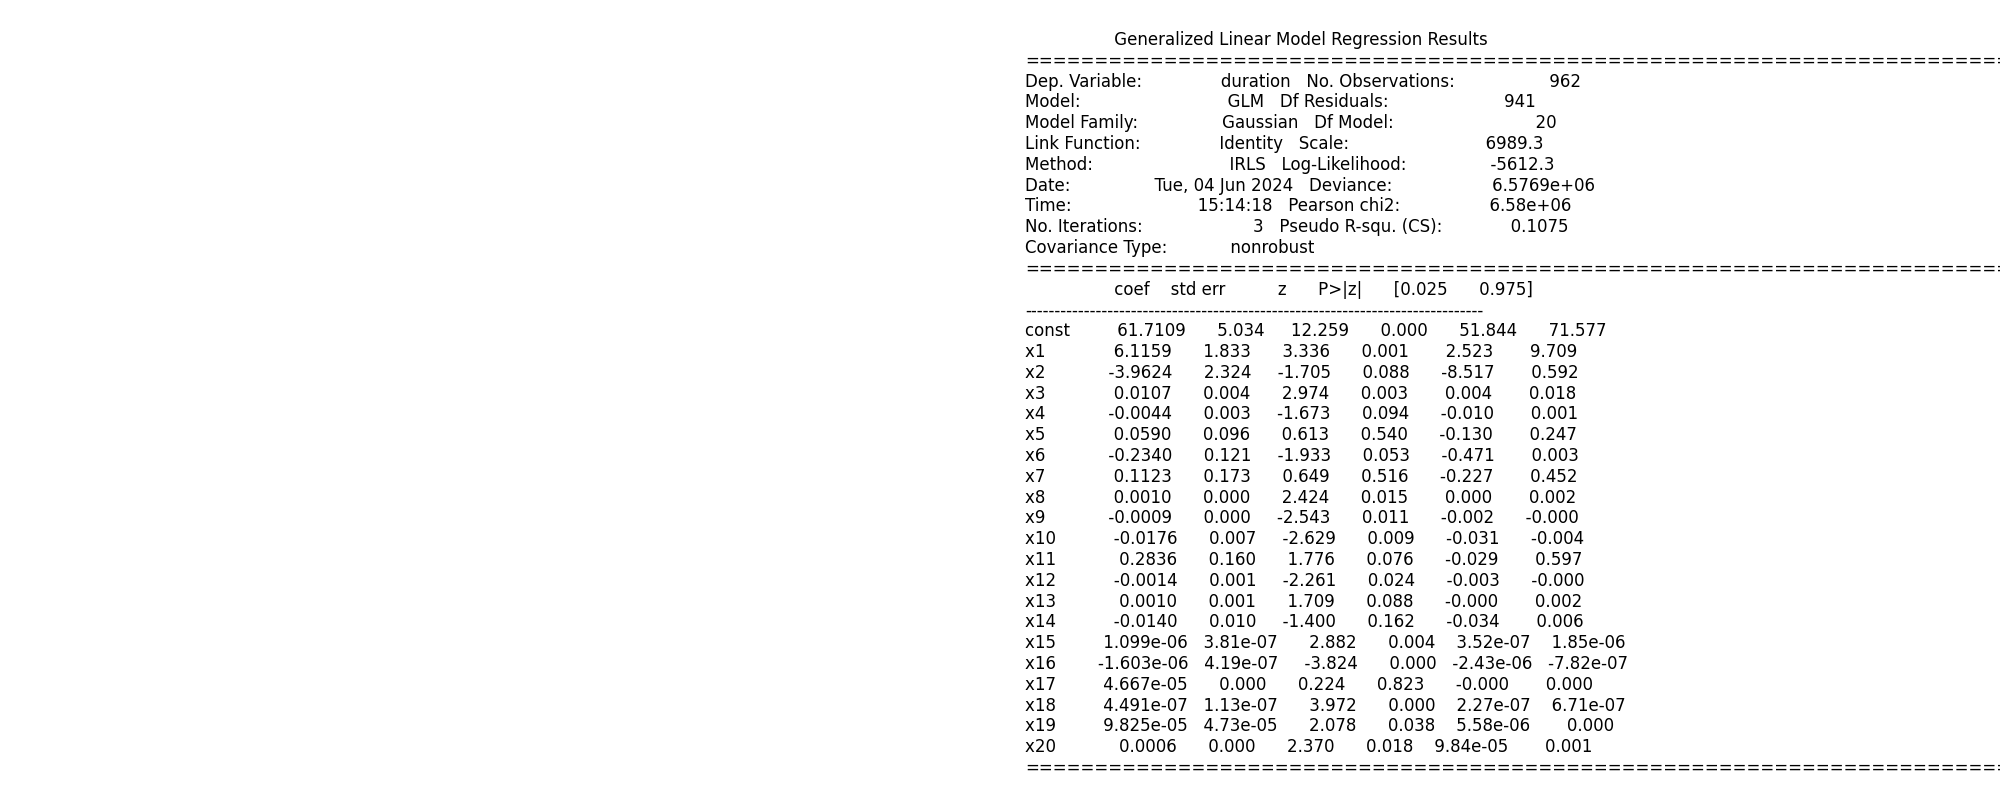 Generalized Linear Model Regression Results
================================================================================
Dep. Variable: duration No. Observations: 962
Model: GLM Df Residuals: 941
Model Family: Gaussian Df Model: 20
Link Function: Identity Scale: 6989.3
Method: IRLS Log-Likelihood: -5612.3
Date: Tue, 04 Jun 2024 Deviance: 6.5769e+06
Time: 15:14:18 Pearson chi2: 6.58e+06
No. Iterations: 3 Pseudo R-squ. (CS): 0.1075
Covariance Type: nonrobust
================================================================================
coef std err z P>|z| [0.025 0.975]
--------------------------------------------------------------------------------
const 61.7109 5.034 12.259 0.000 51.844 71.577
x1 6.1159 1.833 3.336 0.001 2.523 9.709
x2 -3.9624 2.324 -1.705 0.088 -8.517 0.592
x3 0.0107 0.004 2.974 0.003 0.004 0.018
x4 -0.0044 0.003 -1.673 0.094 -0.010 0.001
x5 0.0590 0.096 0.613 0.540 -0.130 0.247
x6 -0.2340 0.121 -1.933 0.053 -0.471 0.003
x7 0.1123 0.173 0.649 0.516 -0.227 0.452
x8 0.0010 0.000 2.424 0.015 0.000 0.002
x9 -0.0009 0.000 -2.543 0.011 -0.002 -0.000
x10 -0.0176 0.007 -2.629 0.009 -0.031 -0.004
x11 0.2836 0.160 1.776 0.076 -0.029 0.597
x12 -0.0014 0.001 -2.261 0.024 -0.003 -0.000
x13 0.0010 0.001 1.709 0.088 -0.000 0.002
x14 -0.0140 0.010 -1.400 0.162 -0.034 0.006
x15 1.099e-06 3.81e-07 2.882 0.004 3.52e-07 1.85e-06
x16 -1.603e-06 4.19e-07 -3.824 0.000 -2.43e-06 -7.82e-07
x17 4.667e-05 0.000 0.224 0.823 -0.000 0.000
x18 4.491e-07 1.13e-07 3.972 0.000 2.27e-07 6.71e-07
x19 9.825e-05 4.73e-05 2.078 0.038 5.58e-06 0.000
x20 0.0006 0.000 2.370 0.018 9.84e-05 0.001
================================================================================